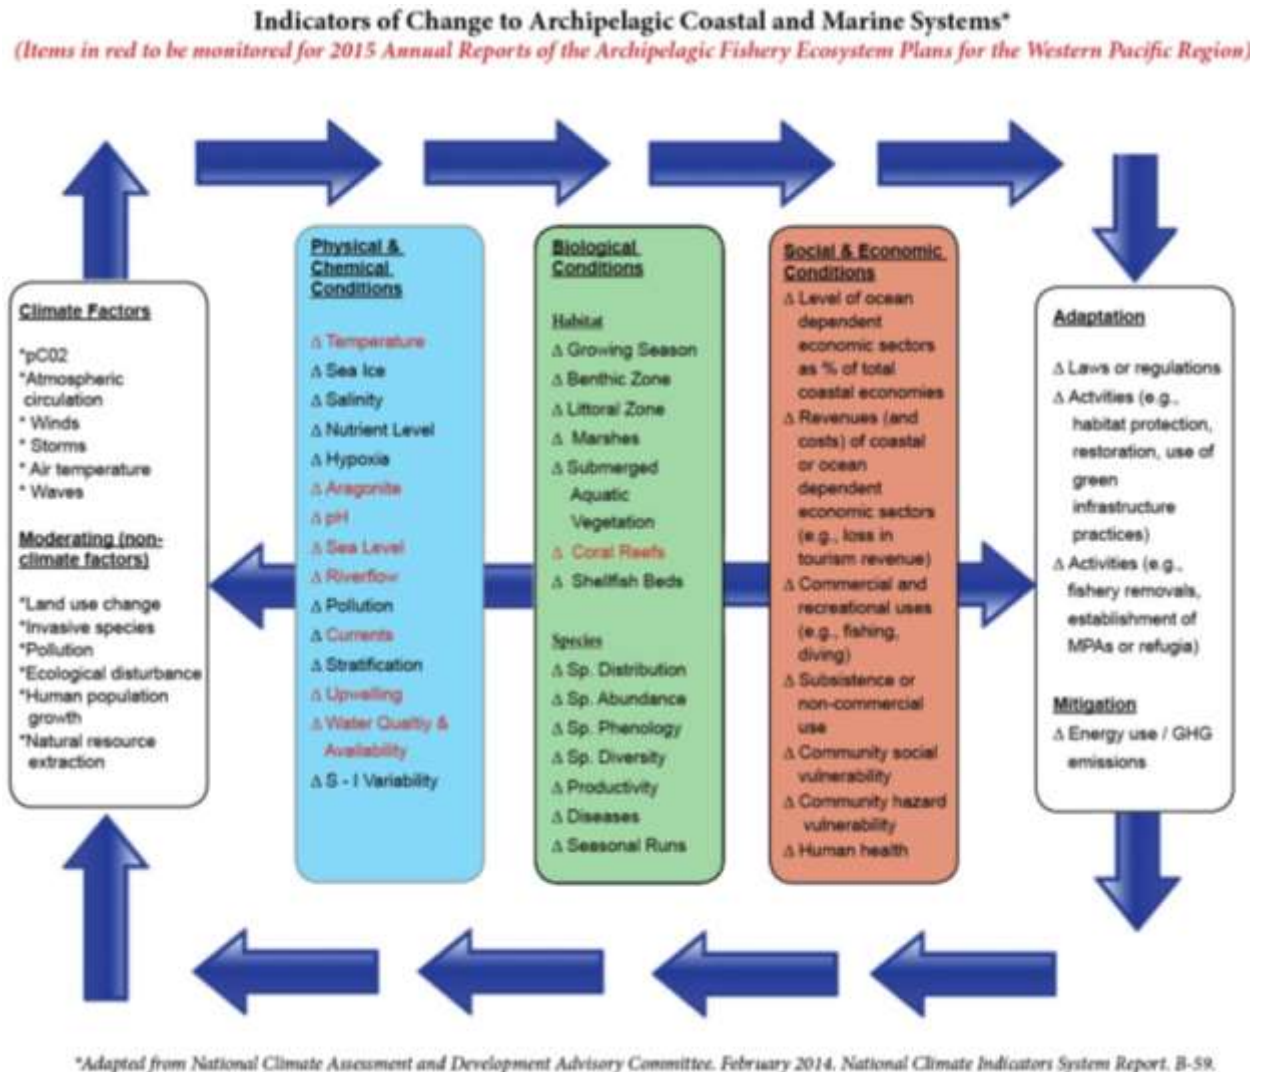 Indicators of Change to Archipelagic Coastal and Marine Systems*
(Items in red to be monitored for 2015 Annual Reports of the Archipelagic Fishery Ecosystem Plans for the Western Pacific Region)
Climate Factors
*pC02
*Atmospheric
circulation
* Winds
* Storms
* Air temperature
* Waves
Moderating (non-
climate factors)
*Land use change
*Invasive species
*Pollution
*Ecological disturbance
*Human population
growth
*Natural resource
extraction
Physical &
Chemical
Conditions
Δ Temperature
Δ Sea Ice
Δ Salinity
Δ Nutrient Level
Δ Hypoxia
Δ Aragonite
Δ pH
Δ Sea Level
Δ Riverflow
Δ Pollution
Δ Currents
Δ Stratification
Δ Upwelling
Δ Water Qualtiy &
Availability
Δ S - I Variability
Biological
Conditions
Habitat
Δ Growing Season
Δ Benthic Zone
Δ Littoral Zone
Δ Marshes
Δ Submerged
Aquatic
Vegetation
Δ Coral Reefs
Δ Shellfish Beds
Species
Δ Sp. Distribution
Δ Sp. Abundance
Δ Sp. Phenology
Δ Sp. Diversity
Δ Productivity
Δ Diseases
Δ Seasonal Runs
Social & Economic
Conditions
Δ Level of ocean
dependent
economic sectors
as % of total
coastal economies
Δ Revenues (and
costs) of coastal
or ocean
dependent
economic sectors
(e.g., loss in
tourism revenue)
Δ Commercial and
recreational uses
(e.g., fishing,
diving)
Δ Subsistence or
non-commercial
use
Δ Community social
vulnerability
Δ Community hazard
vulnerability
Δ Human health
Adaptation
Δ Laws or regulations
Δ Actvities (e.g.,
habitat protection,
restoration, use of
green
infrastructure
practices)
Δ Activities (e.g.,
fishery removals,
establishment of
MPAs or refugia)
Mitigation
Δ Energy use / GHG
emissions
*Adapted from National Climate Assessment and Development Advisory Committee. February 2014. National Climate Indicators System Report. B-59.